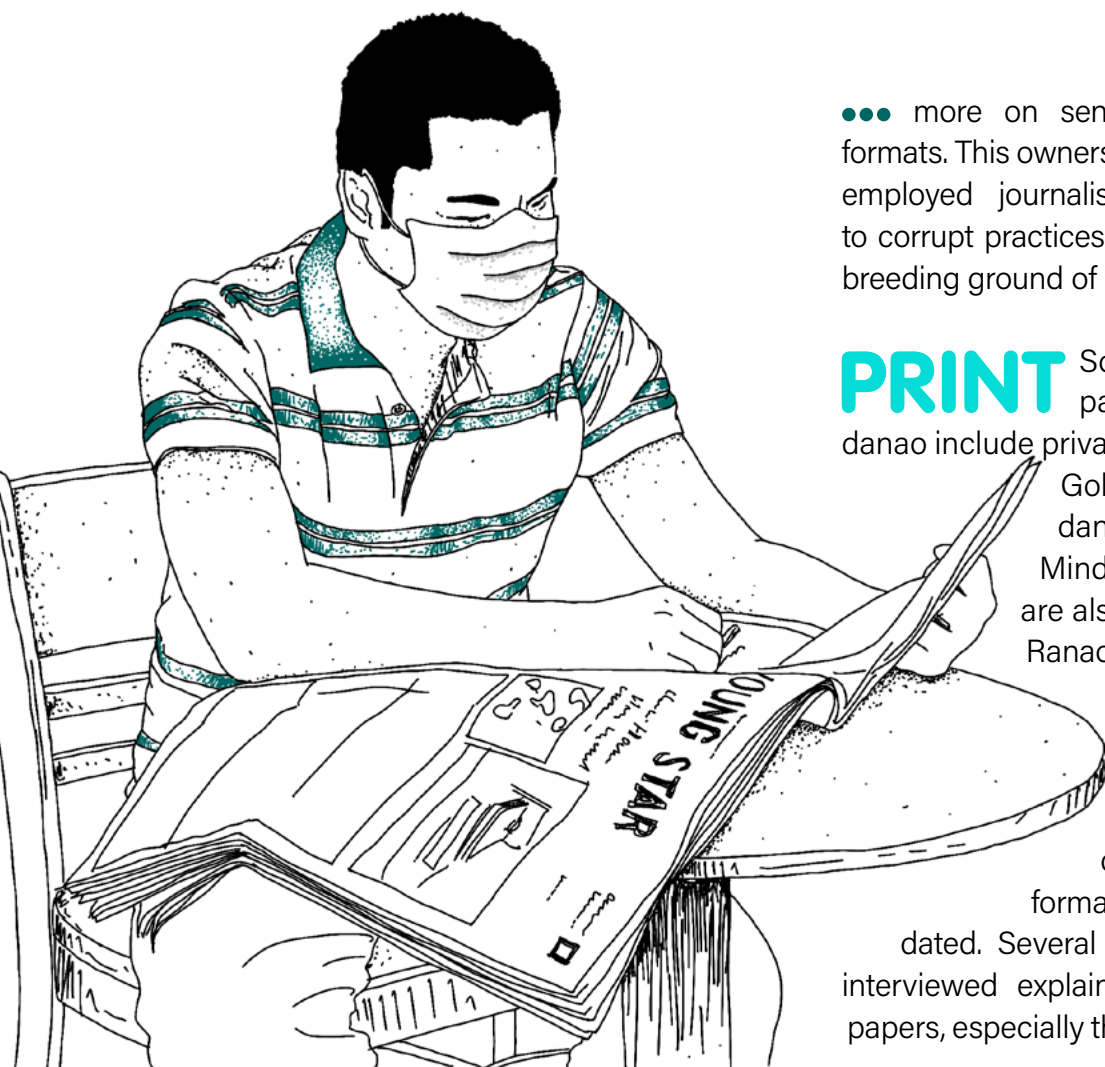 ●●● more on sen
formats. This owners
employed journalis
to corrupt practices
breeding ground of
PRINT So
pa
danao include priva
Gol
dan
Mind
are als
Ranao
YOUNG STAR
forma
dated. Several
interviewed explair
papers, especially th